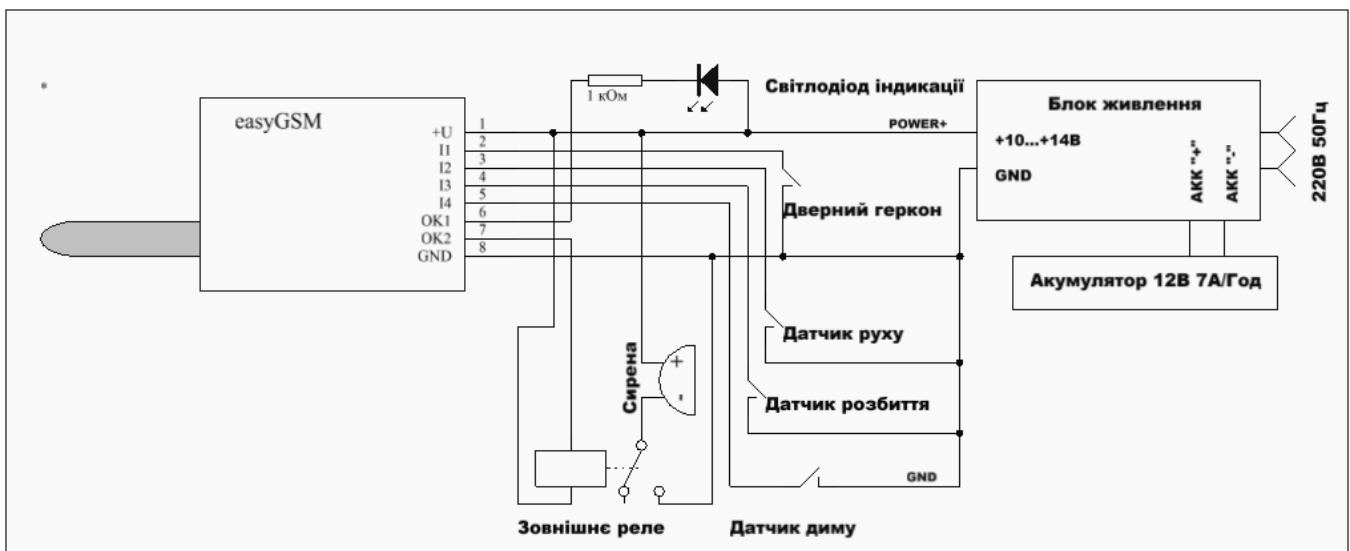 1 кОм
Світлодіод індикації
easyGSM
+U 1
I1 2
I2 3
I3 4
I4 5
OK1 6
OK2 7
GND 8
POWER+
Блок живлення
+10...+14В
GND
АКК "+"
АКК "-"
220В 50Гц
Дверний геркон
Акумулятор 12В 7А/Год
Датчик руху
Сирена
+
-
Датчик розбиття
GND
Зовнішнє реле
Датчик диму